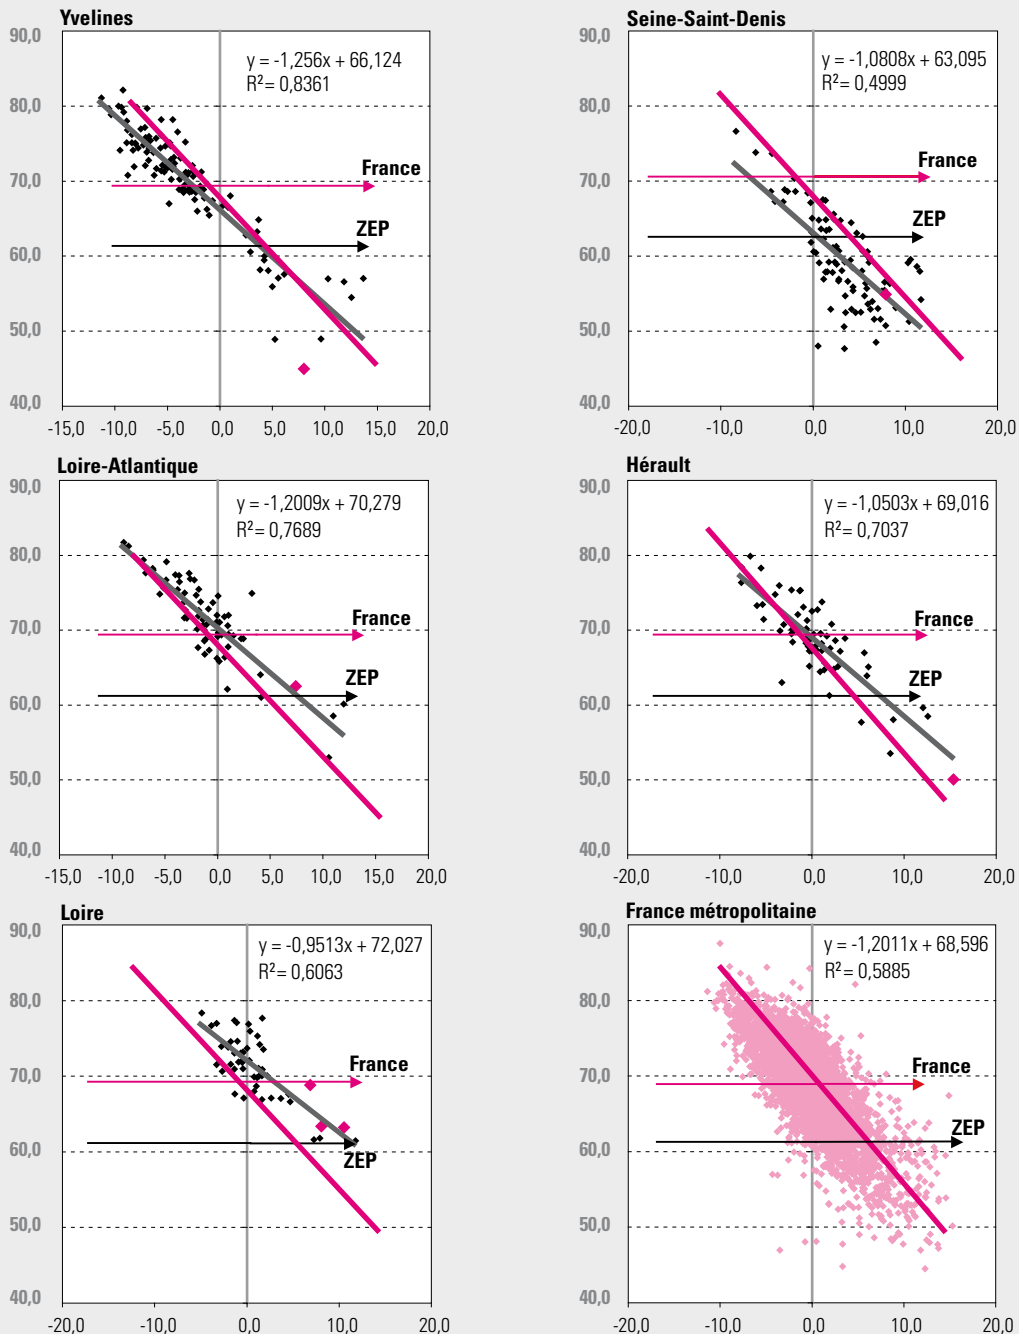 Yvelines
90,0
80,0
70,0
60,0
50,0
40,0
y = -1,256x + 66,124
R² = 0,8361
France
ZEP
-15,0 -10,0 -5,0 0,0 5,0 10,0 15,0 20,0
Seine-Saint-Denis
90,0
80,0
70,0
60,0
50,0
40,0
y = -1,0808x + 63,095
R² = 0,4999
France
ZEP
-20,0 -10,0 0,0 10,0 20,0
Loire-Atlantique
90,0
80,0
70,0
60,0
50,0
40,0
y = -1,2009x + 70,279
R² = 0,7689
France
ZEP
-15,0 -10,0 -5,0 0,0 5,0 10,0 15,0 20,0
Hérault
90,0
80,0
70,0
60,0
50,0
40,0
y = -1,0503x + 69,016
R² = 0,7037
France
ZEP
-20,0 -10,0 0,0 10,0 20,0
Loire
90,0
80,0
70,0
60,0
50,0
40,0
y = -0,9513x + 72,027
R² = 0,6063
France
ZEP
-20,0 -10,0 0,0 10,0 20,0
France métropolitaine
90,0
80,0
70,0
60,0
50,0
40,0
y = -1,2011x + 68,596
R² = 0,5885
France
ZEP
-20,0 -10,0 0,0 10,0 20,0